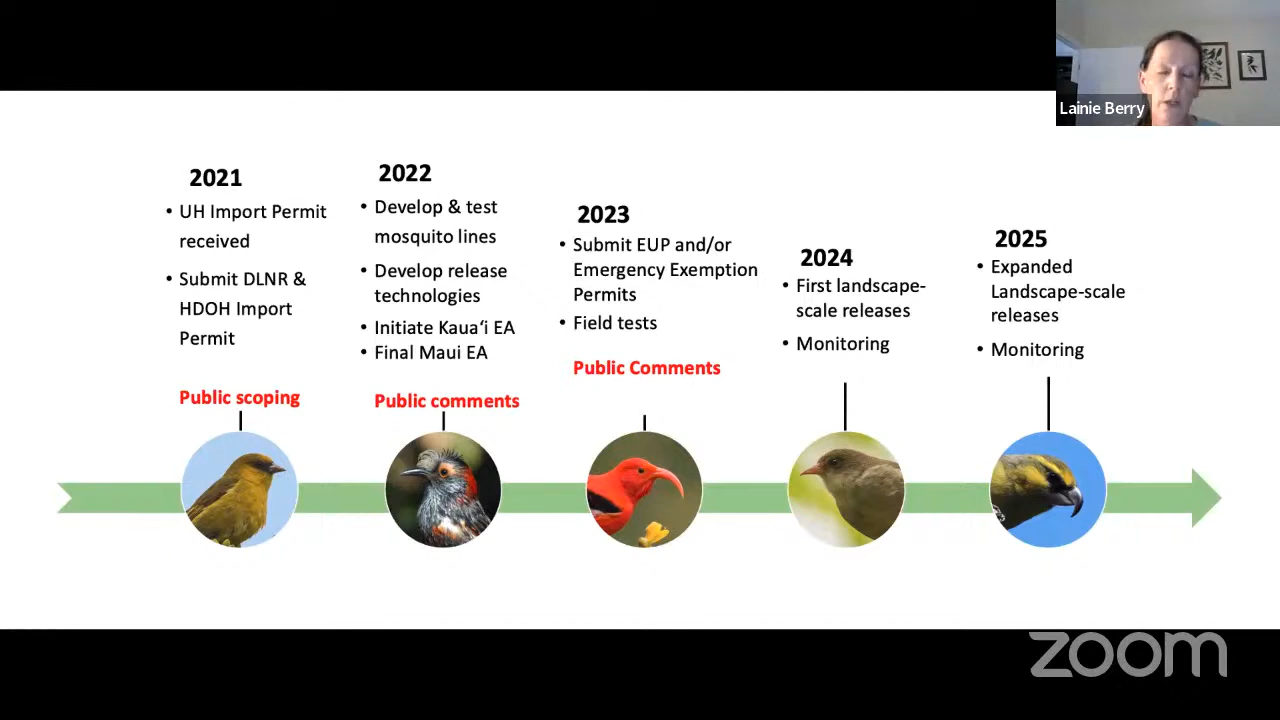 Lainie Berry
2021
• UH Import Permit
received
• Submit DLNR &
HDOH Import
Permit
Public scoping
2022
• Develop & test
mosquito lines
• Develop release
technologies
• Initiate Kauaʻi EA
• Final Maui EA
Public comments
2023
• Submit EUP and/or
Emergency Exemption
Permits
• Field tests
Public Comments
2024
• First landscape-
scale releases
• Monitoring
2025
• Expanded
Landscape-scale
releases
• Monitoring
zoom